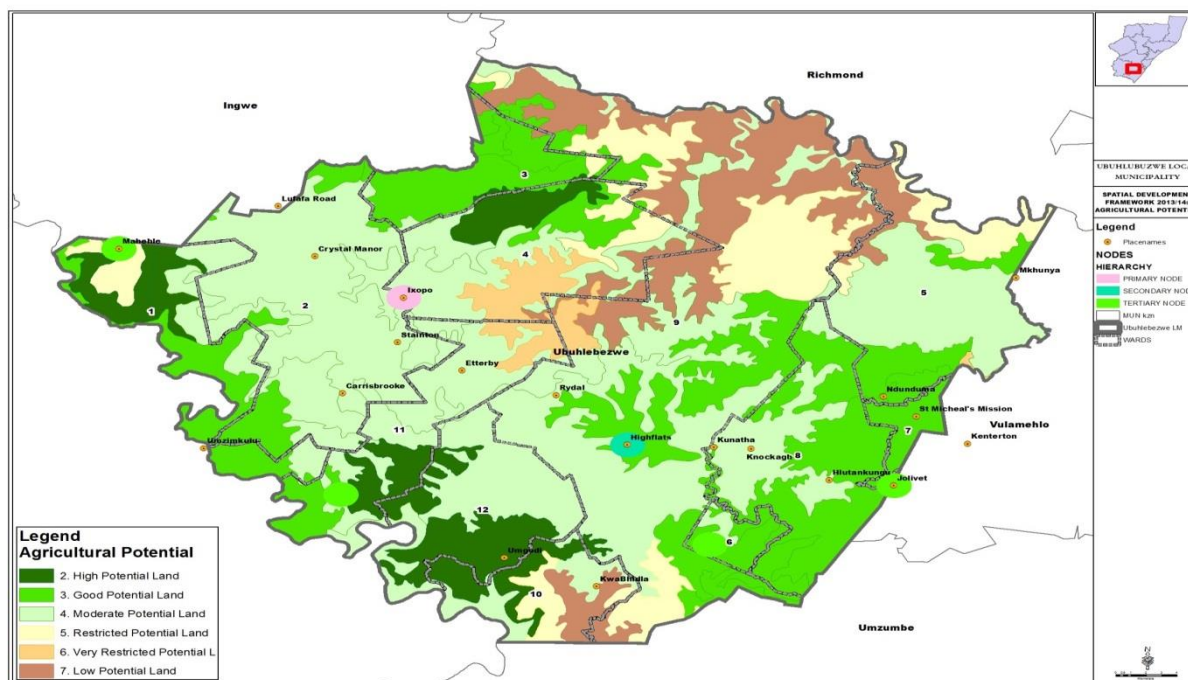 Richmond
Ingwe
3
Lufafa Road
4
Crystal Manor
Mkhunya
5
Ixopo
1
2
9
Stainton
Ubuhlebezwe
Etterby
Carrisbrooke
Rydal
Ndunduma
St Micheal's Mission
Vulamehlo
11
7
Highflats
Kunatha
Kenterton
Umzimkulu
Knockagh
8
Hlutankungu
Jolivet
12
6
Umgodi
10
Umzumbe
Legend
Agricultural Potential
2. High Potential Land
3. Good Potential Land
4. Moderate Potential Land
5. Restricted Potential Land
6. Very Restricted Potential L
7. Low Potential Land
UBUHLUBUZWE LOCA
MUNICIPALITY
SPATIAL DEVELOPMEN
FRAMEWORK 2013/14
AGRICULTURAL POTENTI
Legend
Placenames
NODES
HIERARCHY
PRIMARY NODE
SECONDARY NOD
TERTIARY NODE
MUN kzn
Ubuhlebezwe LM
WARDS